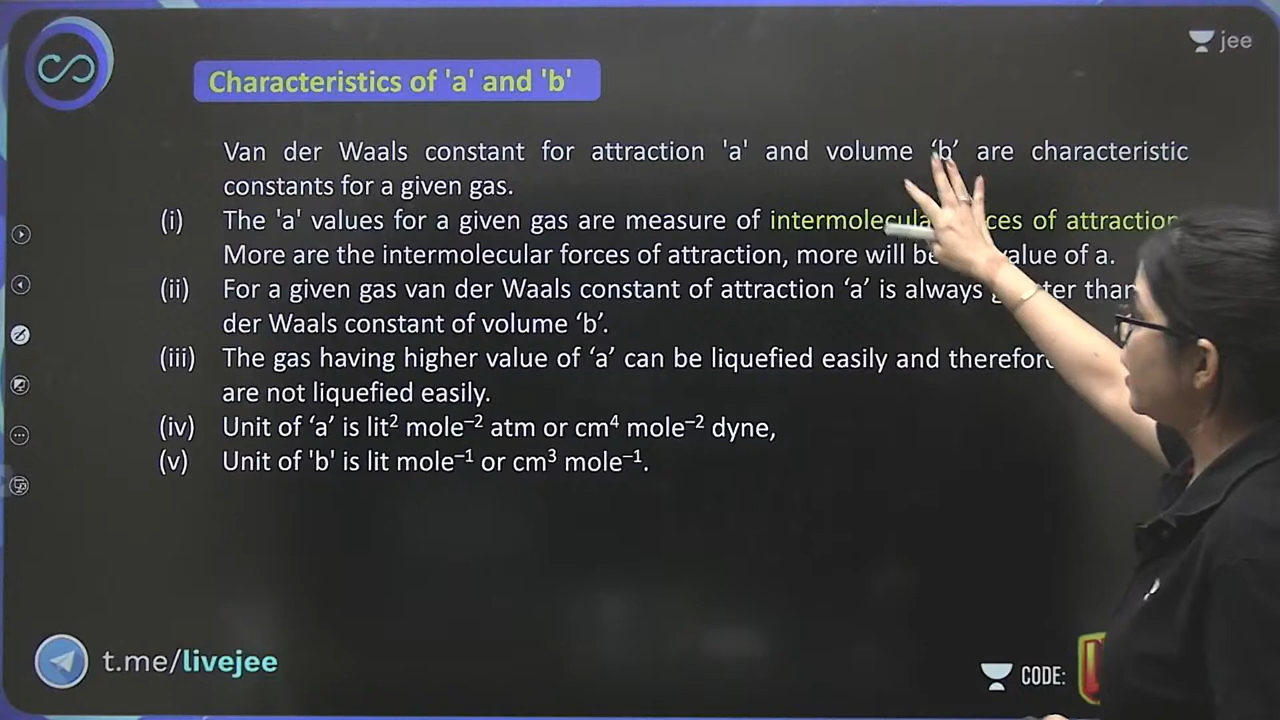 jee
Characteristics of 'a' and 'b'
Van der Waals constant for attraction 'a' and volume ‘b’ are characteristic
constants for a given gas.
(i) The 'a' values for a given gas are measure of of attraction
More are the intermolecular forces of attraction, more will of a.
(ii) For a given gas van der Waals constant of attraction ‘a’ is always than
der Waals constant of volume ‘b’.
(iii) The gas having higher value of ‘a’ can be liquefied easily and
are not liquefied easily.
(iv) Unit of ‘a’ is lit² mole⁻² atm or cm⁴ mole⁻² dyne,
(v) Unit of 'b' is lit mole⁻¹ or cm³ mole⁻¹.
t.me/livejee
CODE: